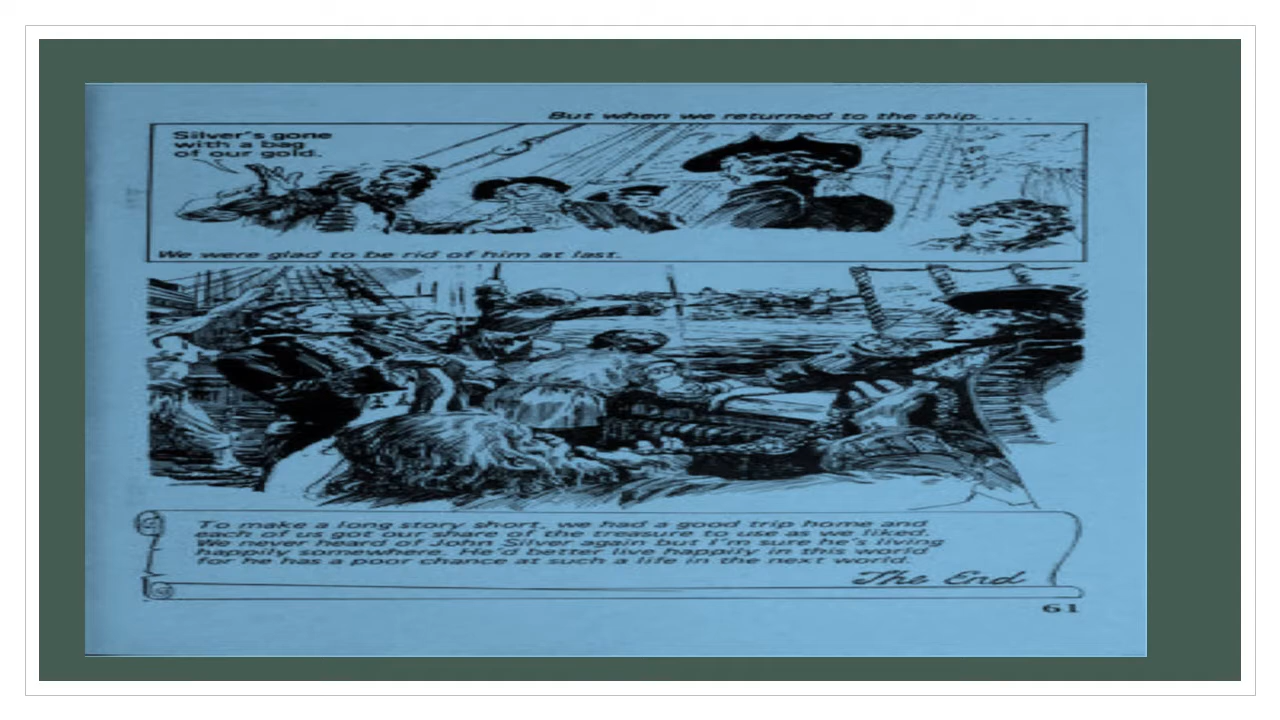 But when we returned to the ship. . . .
Silver's gone
with a bag
of our gold.
We were glad to be rid of him at last.
To make a long story short, we had a good trip home and
each of us got our share of the treasure to use as we liked.
We never heard of John Silver again but I'm sure he's living
happily somewhere. He'd better live happily in this world
for he has a poor chance at such a life in the next world.
The End
61